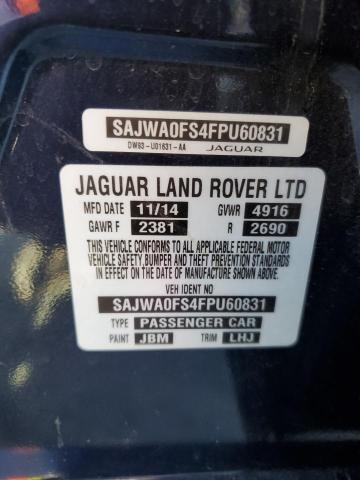 SAJWA0FS4FPU60831
DW93-U01631-AA JAGUAR
JAGUAR LAND ROVER LTD
MFD DATE 11/14 GVWR 4916
GAWR F 2381 R 2690
THIS VEHICLE CONFORMS TO ALL APPLICABLE FEDERAL MOTOR
VEHICLE SAFETY,BUMPER AND THEFT PREVENTION STANDARDS
IN EFFECT ON THE DATE OF MANUFACTURE SHOWN ABOVE
VEH IDENT NO
SAJWA0FS4FPU60831
TYPE PASSENGER CAR
PAINT JBM TRIM LHJ